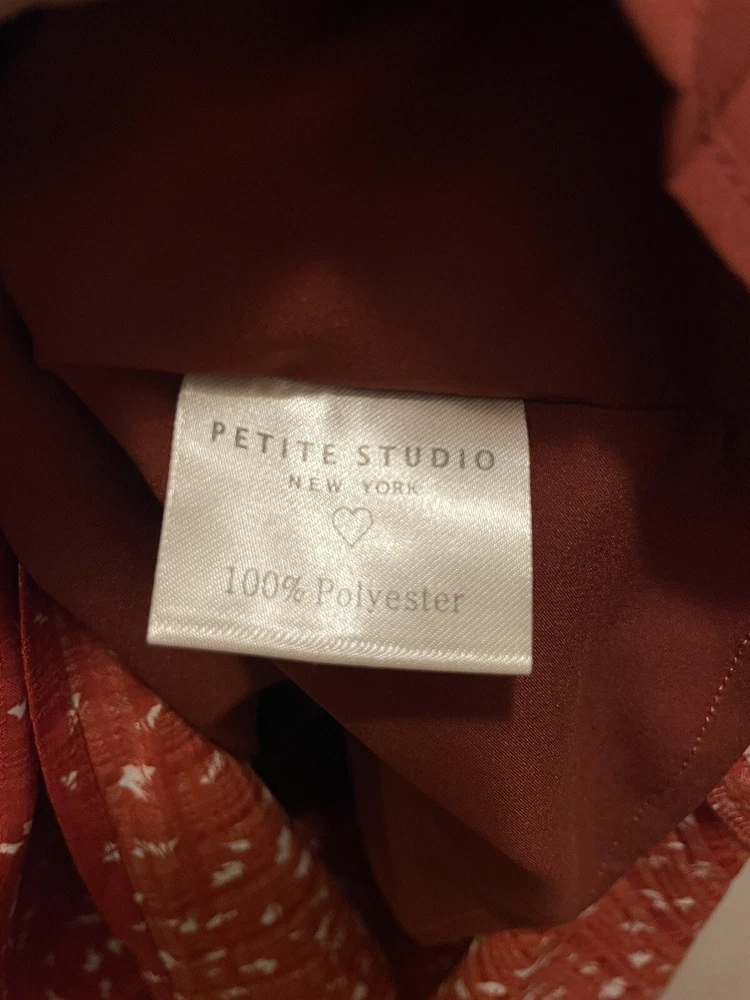 PETITE STUDIO
NEW YORK
100% Polyester